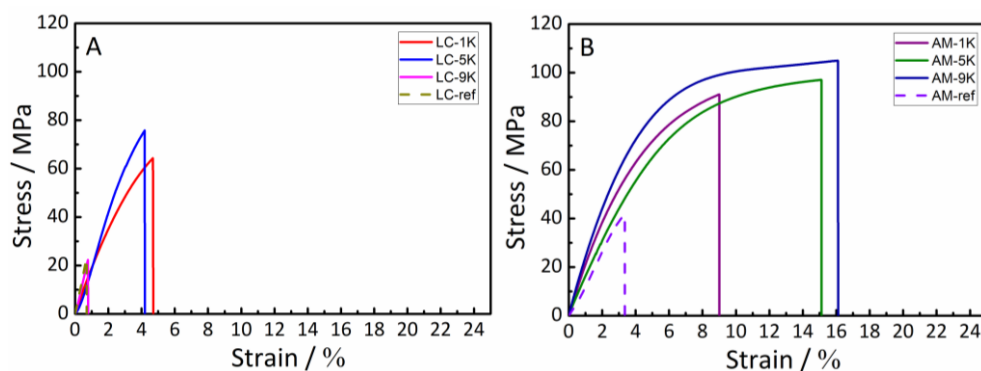 A
LC-1K
LC-5K
LC-9K
LC-ref
120
100
80
60
40
20
0
Stress / MPa
0 2 4 6 8 10 12 14 16 18 20 22 24
Strain / %
B
AM-1K
AM-5K
AM-9K
AM-ref
120
100
80
60
40
20
0
Stress / MPa
0 2 4 6 8 10 12 14 16 18 20 22 24
Strain / %